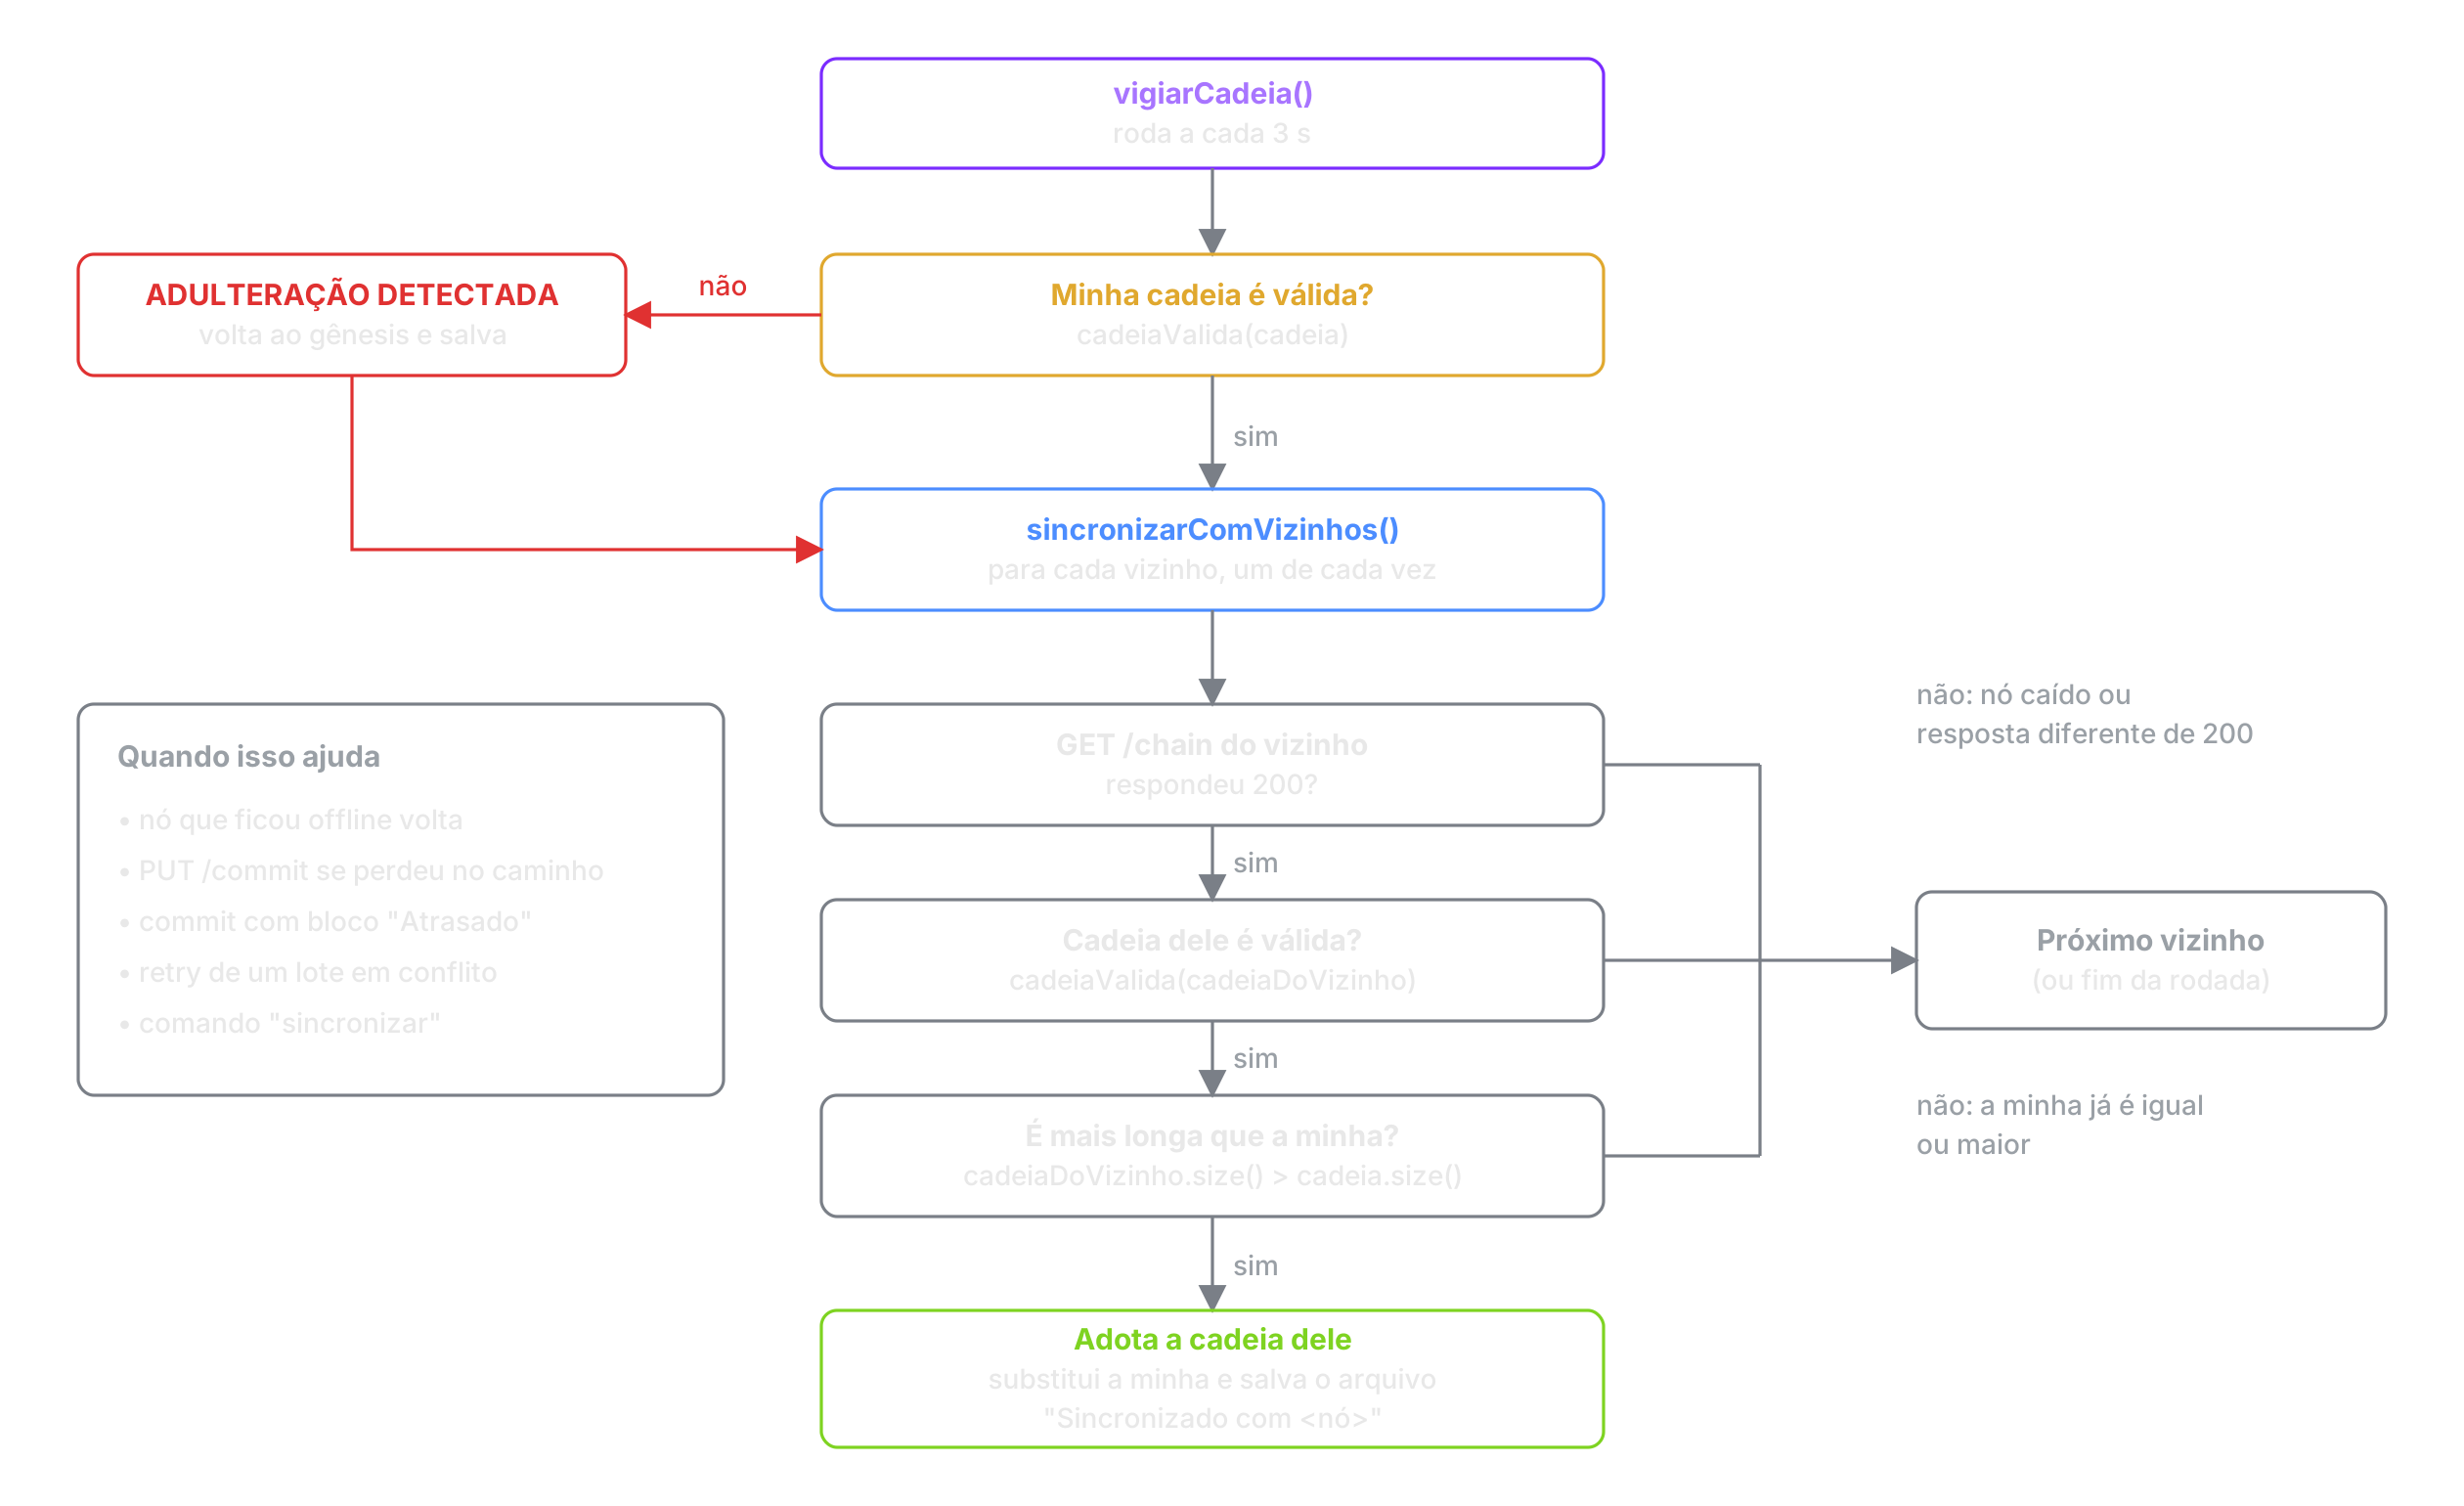 vigiarCadeia()
roda a cada 3 s
ADULTERAÇÃO DETECTADA
volta ao gênesis e salva
não
Minha cadeia é válida?
cadeiaValida(cadeia)
sim
sincronizarComVizinhos()
para cada vizinho, um de cada vez
Quando isso ajuda
• nó que ficou offline volta
• PUT /commit se perdeu no caminho
• commit com bloco "Atrasado"
• retry de um lote em conflito
• comando "sincronizar"
GET /chain do vizinho
respondeu 200?
não: nó caído ou
resposta diferente de 200
sim
Cadeia dele é válida?
cadeiaValida(cadeiaDoVizinho)
Próximo vizinho
(ou fim da rodada)
sim
É mais longa que a minha?
cadeiaDoVizinho.size() > cadeia.size()
não: a minha já é igual
ou maior
sim
Adota a cadeia dele
substitui a minha e salva o arquivo
"Sincronizado com <nó>"